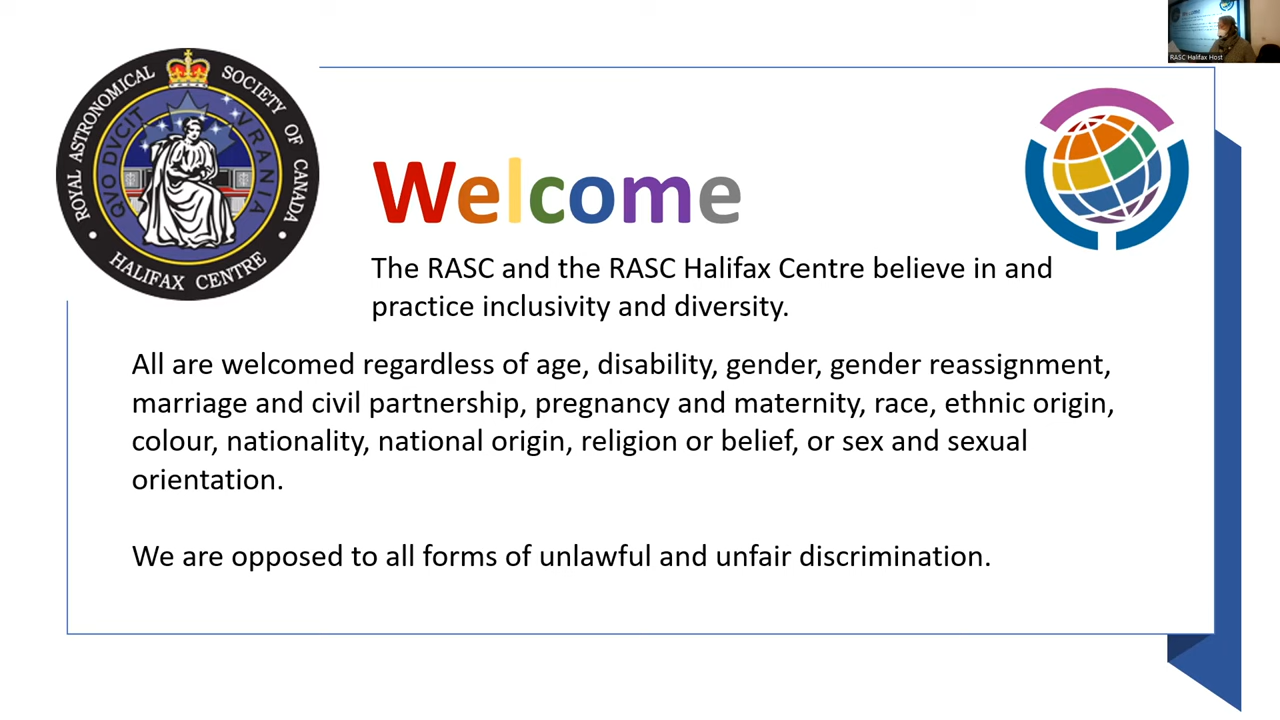 ROYAL ASTRONOMICAL SOCIETY OF CANADA
QVO DVCIT VRANIA
HALIFAX CENTRE
RASC Halifax Host
Welcome
The RASC and the RASC Halifax Centre believe in and
practice inclusivity and diversity.
All are welcomed regardless of age, disability, gender, gender reassignment,
marriage and civil partnership, pregnancy and maternity, race, ethnic origin,
colour, nationality, national origin, religion or belief, or sex and sexual
orientation.
We are opposed to all forms of unlawful and unfair discrimination.